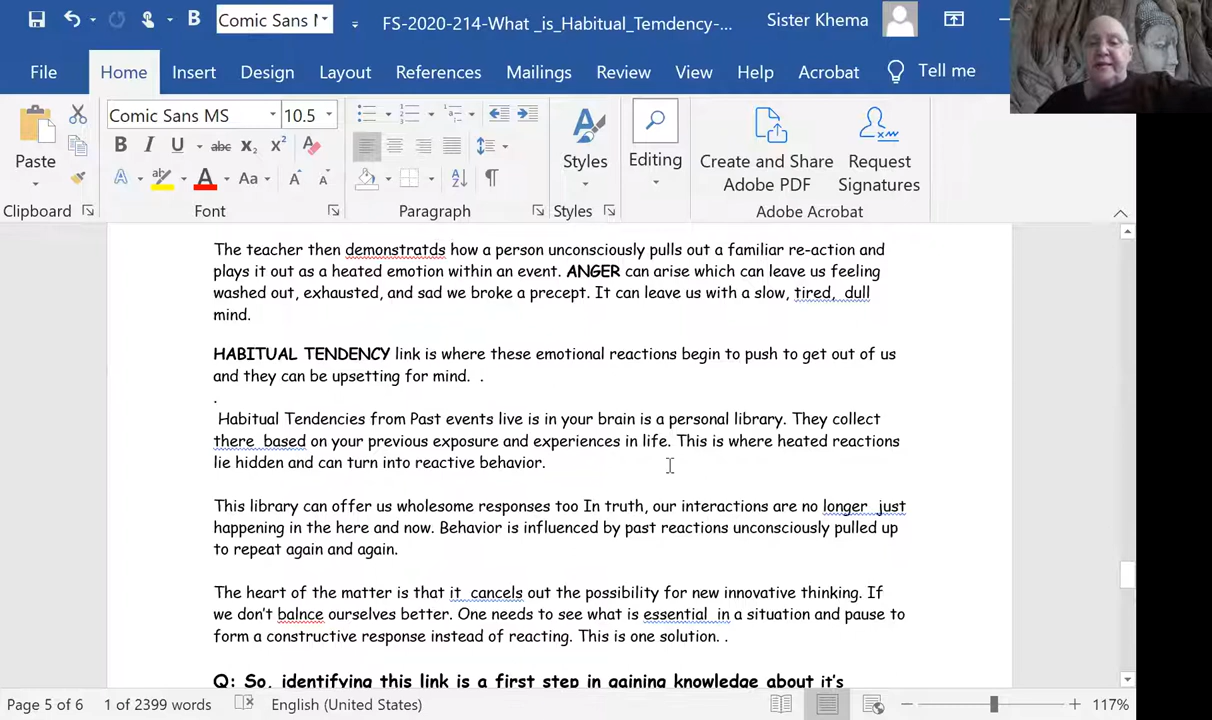 Comic Sans M
FS-2020-214-What _is_Habitual_Temdency-...
Sister Khema
File Home Insert Design Layout References Mailings Review View Help Acrobat Tell me
Comic Sans MS 10.5
Paste
B I U abc X₂ X²
A Aa A A
Styles
Editing
Create and Share Adobe PDF
Request Signatures
Clipboard Font Paragraph Styles Adobe Acrobat
The teacher then demonstratds how a person unconsciously pulls out a familiar re-action and
plays it out as a heated emotion within an event. ANGER can arise which can leave us feeling
washed out, exhausted, and sad we broke a precept. It can leave us with a slow, tired,  dull
mind.
HABITUAL TENDENCY link is where these emotional reactions begin to push to get out of us
and they can be upsetting for mind.  .
.
Habitual Tendencies from Past events live is in your brain is a personal library. They collect
there  based on your previous exposure and experiences in life. This is where heated reactions
lie hidden and can turn into reactive behavior.
This library can offer us wholesome responses too In truth, our interactions are no longer  just
happening in the here and now. Behavior is influenced by past reactions unconsciously pulled up
to repeat again and again.
The heart of the matter is that it  cancels out the possibility for new innovative thinking. If
we don't balnce ourselves better. One needs to see what is essential  in a situation and pause to
form a constructive response instead of reacting. This is one solution. .
Q: So, identifying this link is a first step in gaining knowledge about it's
Page 5 of 6 1 of 2399 words English (United States) 117%